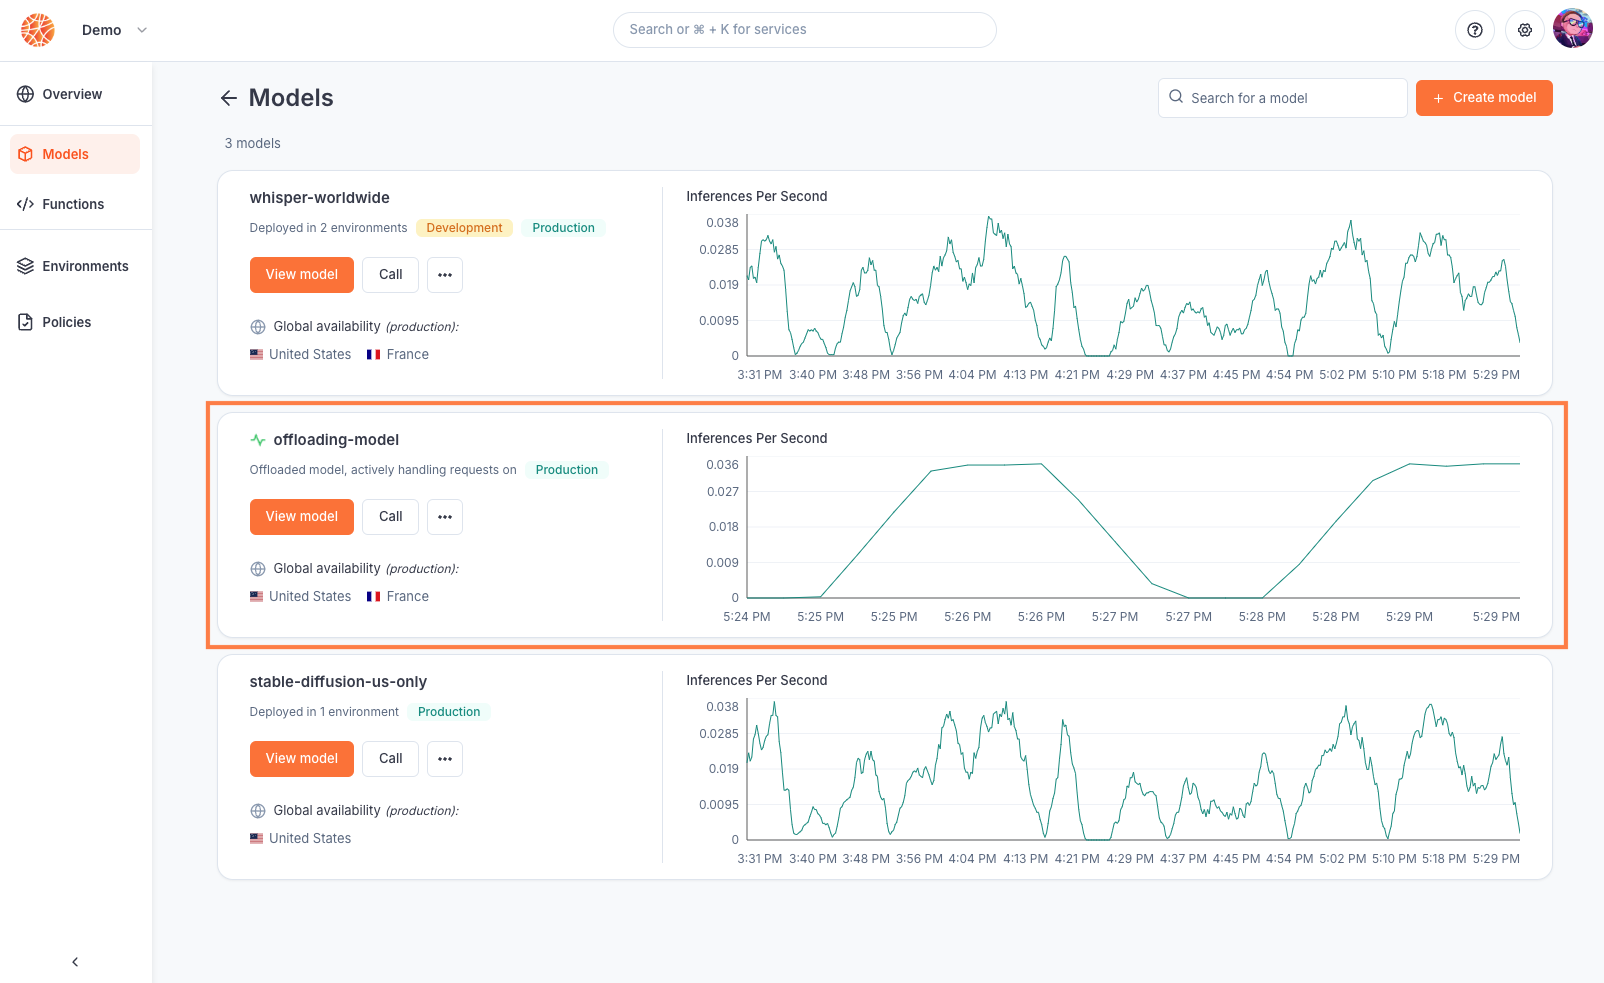 Demo
Search or ⌘ + K for services
Overview
Models
Functions
Environments
Policies
Models
Search for a model
+ Create model
3 models
whisper-worldwide
Deployed in 2 environments Development Production
View model Call •••
Global availability (production):
United States France
Inferences Per Second
0.038
0.0285
0.019
0.0095
0
3:31 PM 3:40 PM 3:48 PM 3:56 PM 4:04 PM 4:13 PM 4:21 PM 4:29 PM 4:37 PM 4:45 PM 4:54 PM 5:02 PM 5:10 PM 5:18 PM 5:29 PM
offloading-model
Offloaded model, actively handling requests on Production
View model Call •••
Global availability (production):
United States France
Inferences Per Second
0.036
0.027
0.018
0.009
0
5:24 PM 5:25 PM 5:25 PM 5:26 PM 5:26 PM 5:27 PM 5:27 PM 5:28 PM 5:28 PM 5:29 PM 5:29 PM
stable-diffusion-us-only
Deployed in 1 environment Production
View model Call •••
Global availability (production):
United States
Inferences Per Second
0.038
0.0285
0.019
0.0095
0
3:31 PM 3:40 PM 3:48 PM 3:56 PM 4:04 PM 4:13 PM 4:21 PM 4:29 PM 4:37 PM 4:45 PM 4:54 PM 5:02 PM 5:10 PM 5:18 PM 5:29 PM